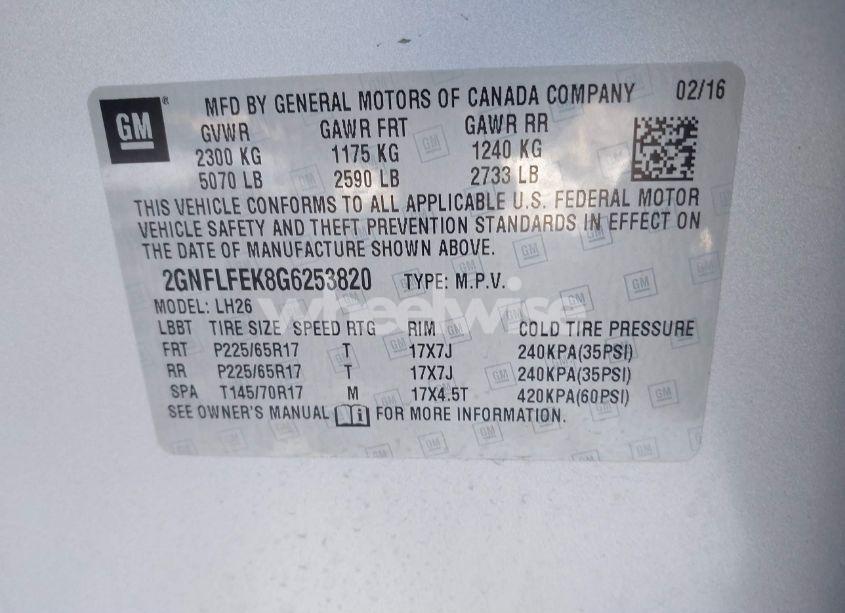 GM ® MFD BY GENERAL MOTORS OF CANADA COMPANY 02/16
GVWR GAWR FRT GAWR RR
2300 KG 1175 KG 1240 KG
5070 LB 2590 LB 2733 LB
THIS VEHICLE CONFORMS TO ALL APPLICABLE U.S. FEDERAL MOTOR
VEHICLE SAFETY AND THEFT PREVENTION STANDARDS IN EFFECT ON
THE DATE OF MANUFACTURE SHOWN ABOVE.
2GNFLFEK8G6253820 TYPE: M.P.V.
wheelwise
MODEL: LH26
LBBT TIRE SIZE SPEED RTG RIM COLD TIRE PRESSURE
FRT P225/65R17 T 17X7J 240KPA(35PSI)
RR P225/65R17 T 17X7J 240KPA(35PSI)
SPA T145/70R17 M 17X4.5T 420KPA(60PSI)
SEE OWNER'S MANUAL i FOR MORE INFORMATION.